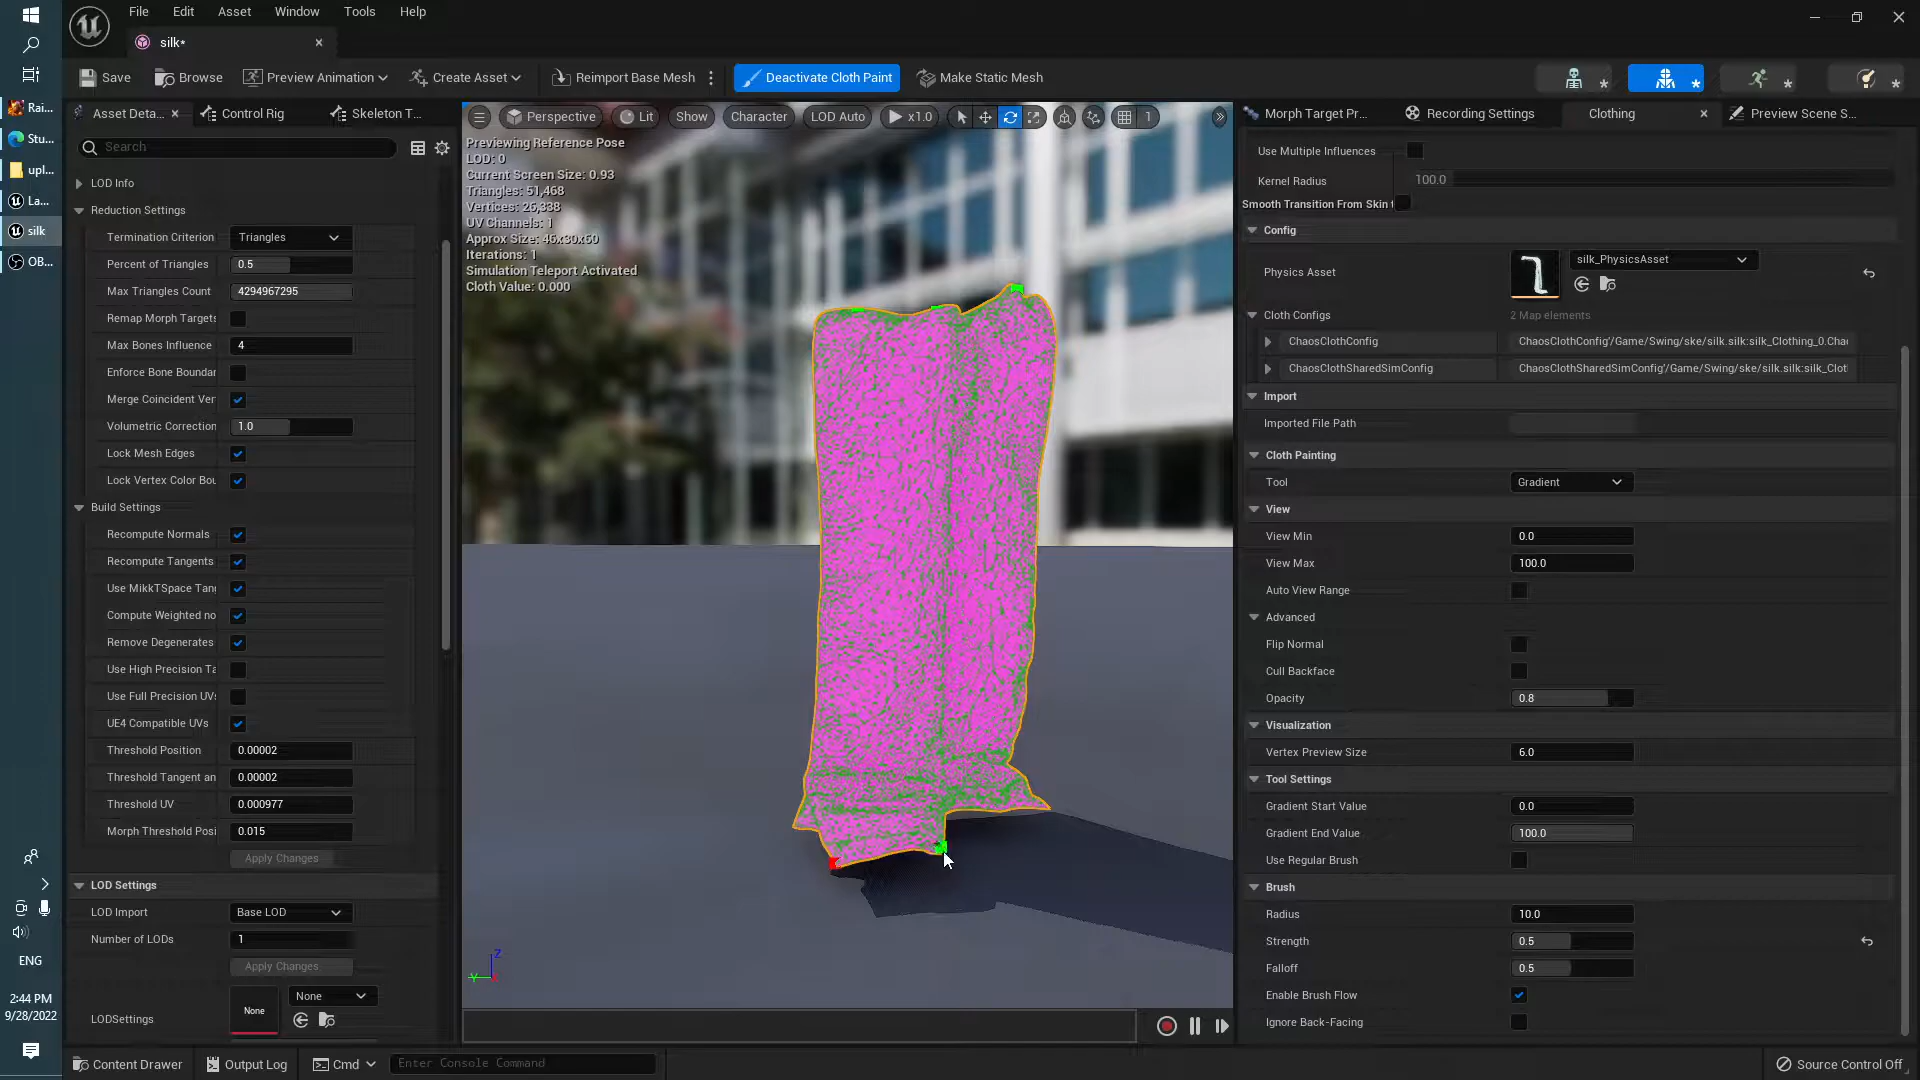 File Edit Asset Window Tools Help
silk*
Save Browse Preview Animation Create Asset Reimport Base Mesh Deactivate Cloth Paint Make Static Mesh
Asset Detai... Control Rig Skeleton T...
Search
LOD Info
Reduction Settings
Termination Criterion Triangles
Percent of Triangles 0.5
Max Triangles Count 4294967295
Remap Morph Targets
Max Bones Influence 4
Enforce Bone Boundar
Merge Coincident Ver
Volumetric Correction 1.0
Lock Mesh Edges
Lock Vertex Color Bou
Build Settings
Recompute Normals
Recompute Tangents
Use MikkTSpace Tang
Compute Weighted no
Remove Degenerates
Use High Precision Ta
Use Full Precision UVs
UE4 Compatible UVs
Threshold Position 0.00002
Threshold Tangent an 0.00002
Threshold UV 0.000977
Morph Threshold Posi 0.015
Apply Changes
LOD Settings
LOD Import Base LOD
Number of LODs 1
Apply Changes
None None
LODSettings
Perspective Lit Show Character LOD Auto x1.0 1
Previewing Reference Pose
LOD: 0
Current Screen Size: 0.93
Triangles: 51,468
Vertices: 26,338
UV Channels: 1
Approx Size: 46x30x60
Iterations: 1
Simulation Teleport Activated
Cloth Value: 0.000
Z
Y
Morph Target Pr... Recording Settings Clothing Preview Scene S...
Use Multiple Influences
Kernel Radius 100.0
Smooth Transition From Skin t
Config
Physics Asset silk_PhysicsAsset
Cloth Configs 2 Map elements
ChaosClothConfig ChaosClothConfig'/Game/Swing/ske/silk.silk:silk_Clothing_0.Chao
ChaosClothSharedSimConfig ChaosClothSharedSimConfig'/Game/Swing/ske/silk.silk:silk_Clot
Import
Imported File Path
Cloth Painting
Tool Gradient
View
View Min 0.0
View Max 100.0
Auto View Range
Advanced
Flip Normal
Cull Backface
Opacity 0.8
Visualization
Vertex Preview Size 6.0
Tool Settings
Gradient Start Value 0.0
Gradient End Value 100.0
Use Regular Brush
Brush
Radius 10.0
Strength 0.5
Falloff 0.5
Enable Brush Flow
Ignore Back-Facing
Rai...
Stu...
upl...
La...
silk
OB...
ENG
2:44 PM
9/28/2022
Content Drawer Output Log Cmd Enter Console Command Source Control Off